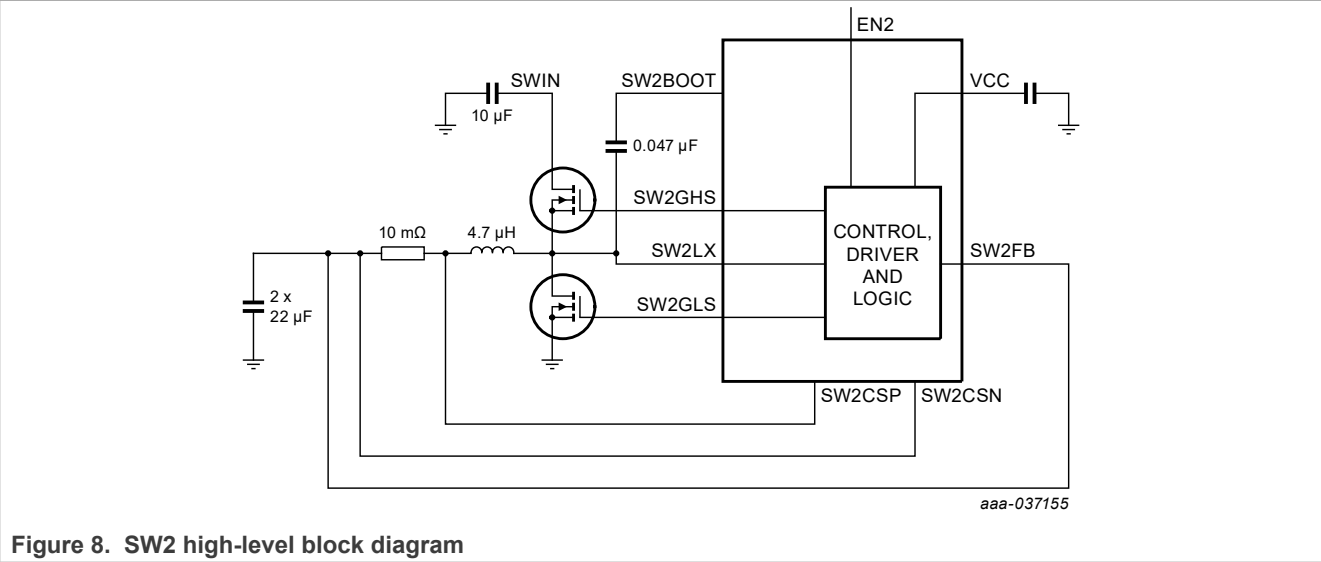 EN2
SWIN
SW2BOOT
VCC
10 µF
0.047 µF
SW2GHS
10 mΩ
4.7 µH
SW2LX
CONTROL,
DRIVER
AND
LOGIC
SW2FB
2 x
22 µF
SW2GLS
SW2CSP
SW2CSN
aaa-037155
Figure 8. SW2 high-level block diagram